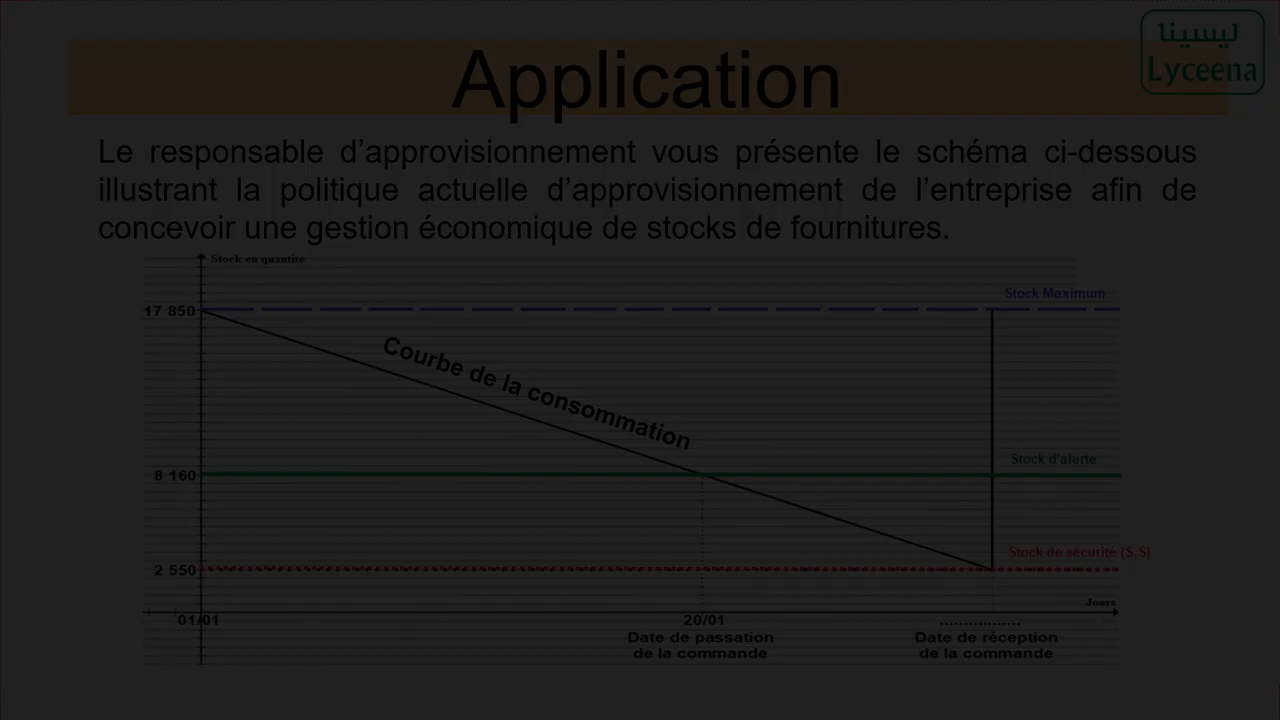 ليسينا
Lyceena
Application
Le responsable d’approvisionnement vous présente le schéma ci-dessous
illustrant la politique actuelle d’approvisionnement de l’entreprise afin de
concevoir une gestion économique de stocks de fournitures.
Stock en quantité
Stock Maximum
17 850
Courbe de la consommation
Stock d'alerte
8 160
Stock de sécurité (S.S)
2 550
Jours
01/01
20/01
..................
Date de passation
de la commande
Date de réception
de la commande